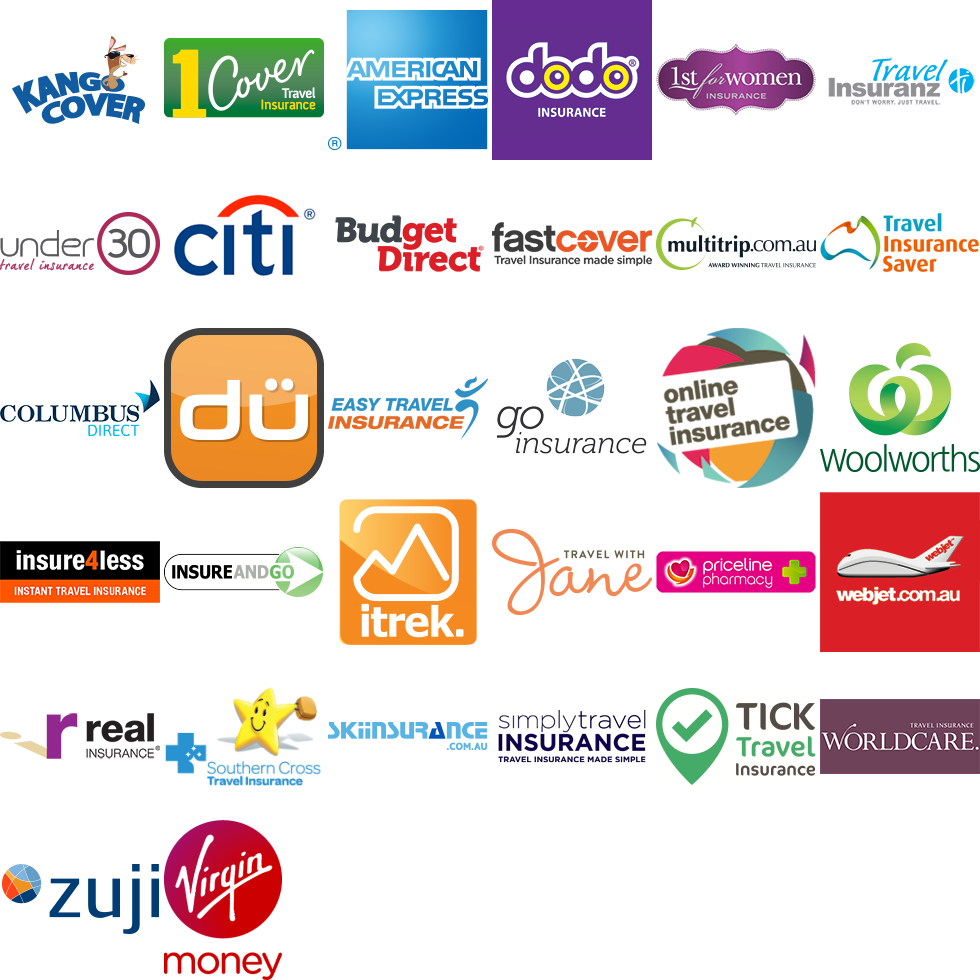 KANGO
COVER
1Cover
Travel
Insurance
AMERICAN
EXPRESS
®
dodo®
INSURANCE
1st for women
INSURANCE
Travel
Insuranz
DON'T WORRY. JUST TRAVEL.
under 30
travel insurance
citi®
Budget
Direct®
fastcover
Travel Insurance made simple
multitrip.com.au
AWARD WINNING TRAVEL INSURANCE
Travel
Insurance
Saver
COLUMBUS
DIRECT
dü
EASY TRAVEL
INSURANCE
go
insurance
online
travel
insurance
Woolworths
insure4less
INSTANT TRAVEL INSURANCE
INSUREANDGO
itrek.
TRAVEL WITH
Jane
priceline
pharmacy
webjet
webjet.com.au
r real
INSURANCE®
Southern Cross
Travel Insurance
SKIINSURANCE
.COM.AU
simplytravel
INSURANCE
TRAVEL INSURANCE MADE SIMPLE
TICK
Travel
Insurance
TRAVEL INSURANCE
WORLDCARE.
zuji
Virgin
money